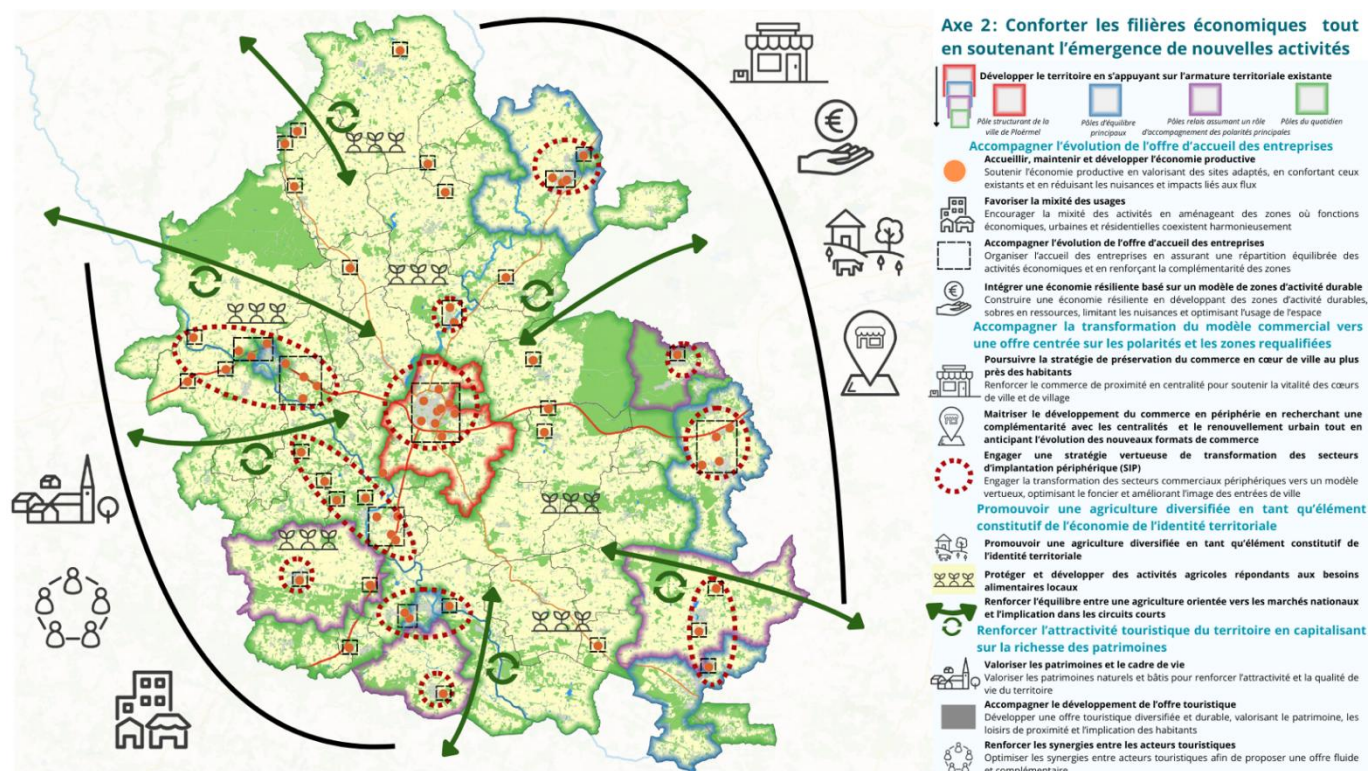 Axe 2: Conforter les filières économiques tout
en soutenant l'émergence de nouvelles activités
Développer le territoire en s'appuyant sur l'armature territoriale existante
Pôle structurant de la
ville de Ploërmel
Pôles d'équilibre
principaux
Pôles relais assumant un rôle
d'accompagnement des polarités principales
Pôles du quotidien
Accompagner l'évolution de l'offre d'accueil des entreprises
Accueillir, maintenir et développer l'économie productive
Soutenir l'économie productive en valorisant des sites adaptés, en confortant ceux
existants et en réduisant les nuisances et impacts liés aux flux
Favoriser la mixité des usages
Encourager la mixité des activités en aménageant des zones où fonctions
économiques, urbaines et résidentielles coexistent harmonieusement
Accompagner l'évolution de l'offre d'accueil des entreprises
Organiser l'accueil des entreprises en assurant une répartition équilibrée des
activités économiques et en renforçant la complémentarité des zones
Intégrer une économie résiliente basé sur un modèle de zones d'activité durable
Construire une économie résiliente en développant des zones d'activité durables,
sobres en ressources, limitant les nuisances et optimisant l'usage de l'espace
Accompagner la transformation du modèle commercial vers
une offre centrée sur les polarités et les zones requalifiées
Poursuivre la stratégie de préservation du commerce en cœur de ville au plus
près des habitants
Renforcer le commerce de proximité en centralité pour soutenir la vitalité des cœurs
de ville et de village
Maitriser le développement du commerce en périphérie en recherchant une
complémentarité avec les centralités et le renouvellement urbain tout en
anticipant l'évolution des nouveaux formats de commerce
Engager une stratégie vertueuse de transformation des secteurs
d'implantation périphérique (SIP)
Engager la transformation des secteurs commerciaux périphériques vers un modèle
vertueux, optimisant le foncier et améliorant l'image des entrées de ville
Promouvoir une agriculture diversifiée en tant qu'élément
constitutif de l'économie de l'identité territoriale
Promouvoir une agriculture diversifiée en tant qu'élément constitutif de
l'identité territoriale
Protéger et développer des activités agricoles répondants aux besoins
alimentaires locaux
Renforcer l'équilibre entre une agriculture orientée vers les marchés nationaux
et l'implication dans les circuits courts
Renforcer l'attractivité touristique du territoire en capitalisant
sur la richesse des patrimoines
Valoriser les patrimoines et le cadre de vie
Valoriser les patrimoines naturels et bâtis pour renforcer l'attractivité et la qualité de
vie du territoire
Accompagner le développement de l'offre touristique
Développer une offre touristique diversifiée et durable, valorisant le patrimoine, les
loisirs de proximité et l'implication des habitants
Renforcer les synergies entre les acteurs touristiques
Optimiser les synergies entre acteurs touristiques afin de proposer une offre fluide
et complémentaire